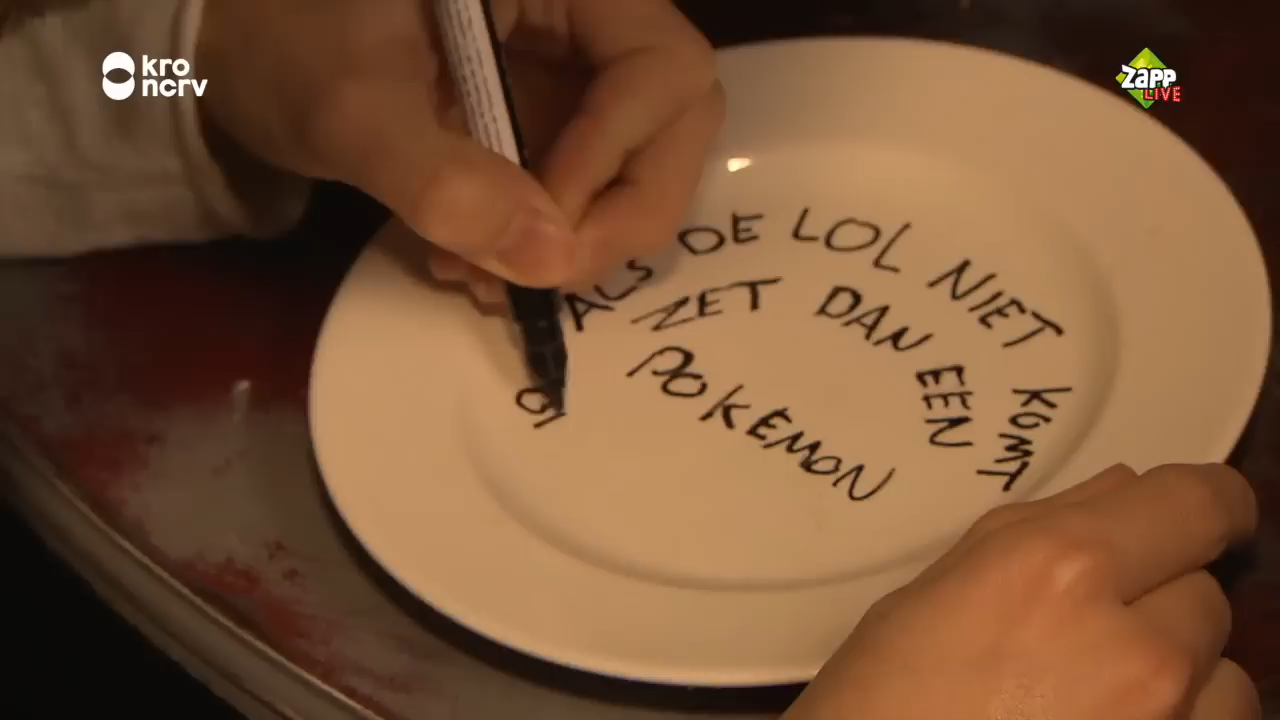 kro
ncrv
Zapp
LIVE
ALS DE LOL NIET KOMT
ZET DAN EEN
POKEMON